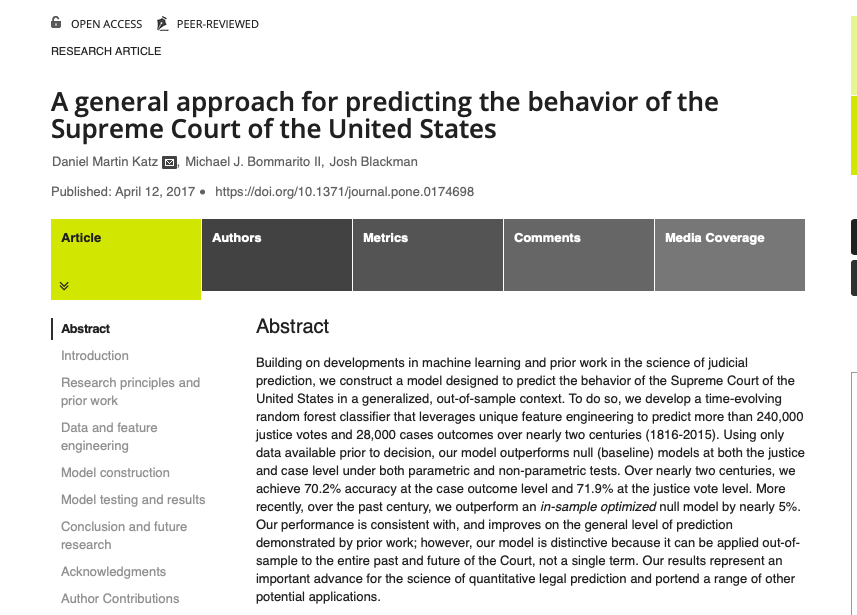 OPEN ACCESS PEER-REVIEWED
RESEARCH ARTICLE
A general approach for predicting the behavior of the
Supreme Court of the United States
Daniel Martin Katz, Michael J. Bommarito II, Josh Blackman
Published: April 12, 2017 • https://doi.org/10.1371/journal.pone.0174698
Article Authors Metrics Comments Media Coverage
Abstract
Introduction
Research principles and
prior work
Data and feature
engineering
Model construction
Model testing and results
Conclusion and future
research
Acknowledgments
Author Contributions
Abstract
Building on developments in machine learning and prior work in the science of judicial
prediction, we construct a model designed to predict the behavior of the Supreme Court of the
United States in a generalized, out-of-sample context. To do so, we develop a time-evolving
random forest classifier that leverages unique feature engineering to predict more than 240,000
justice votes and 28,000 cases outcomes over nearly two centuries (1816-2015). Using only
data available prior to decision, our model outperforms null (baseline) models at both the justice
and case level under both parametric and non-parametric tests. Over nearly two centuries, we
achieve 70.2% accuracy at the case outcome level and 71.9% at the justice vote level. More
recently, over the past century, we outperform an in-sample optimized null model by nearly 5%.
Our performance is consistent with, and improves on the general level of prediction
demonstrated by prior work; however, our model is distinctive because it can be applied out-of-
sample to the entire past and future of the Court, not a single term. Our results represent an
important advance for the science of quantitative legal prediction and portend a range of other
potential applications.